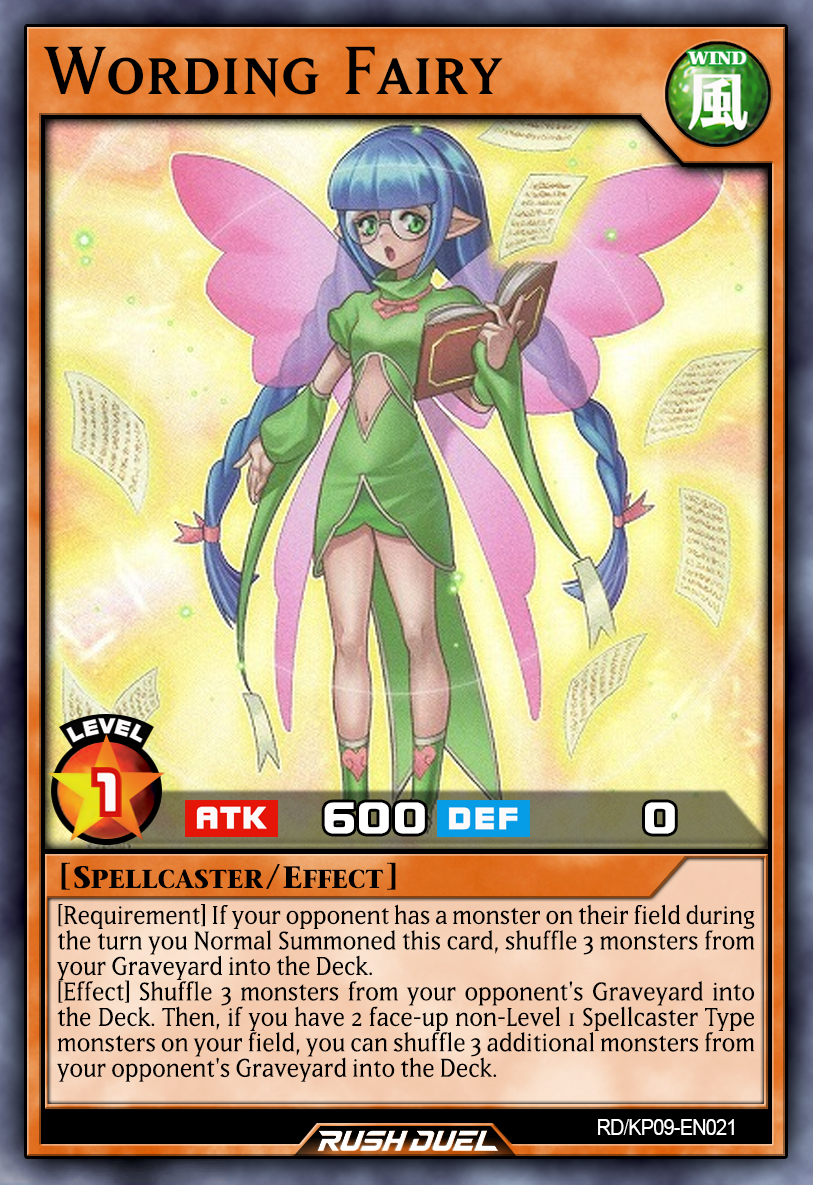 Wording Fairy
WIND
風
LEVEL
1
ATK 600 DEF 0
[Spellcaster/Effect]
[Requirement] If your opponent has a monster on their field during
the turn you Normal Summoned this card, shuffle 3 monsters from
your Graveyard into the Deck.
[Effect] Shuffle 3 monsters from your opponent's Graveyard into
the Deck. Then, if you have 2 face-up non-Level 1 Spellcaster Type
monsters on your field, you can shuffle 3 additional monsters from
your opponent's Graveyard into the Deck.
RD/KP09-EN021
RUSH DUEL